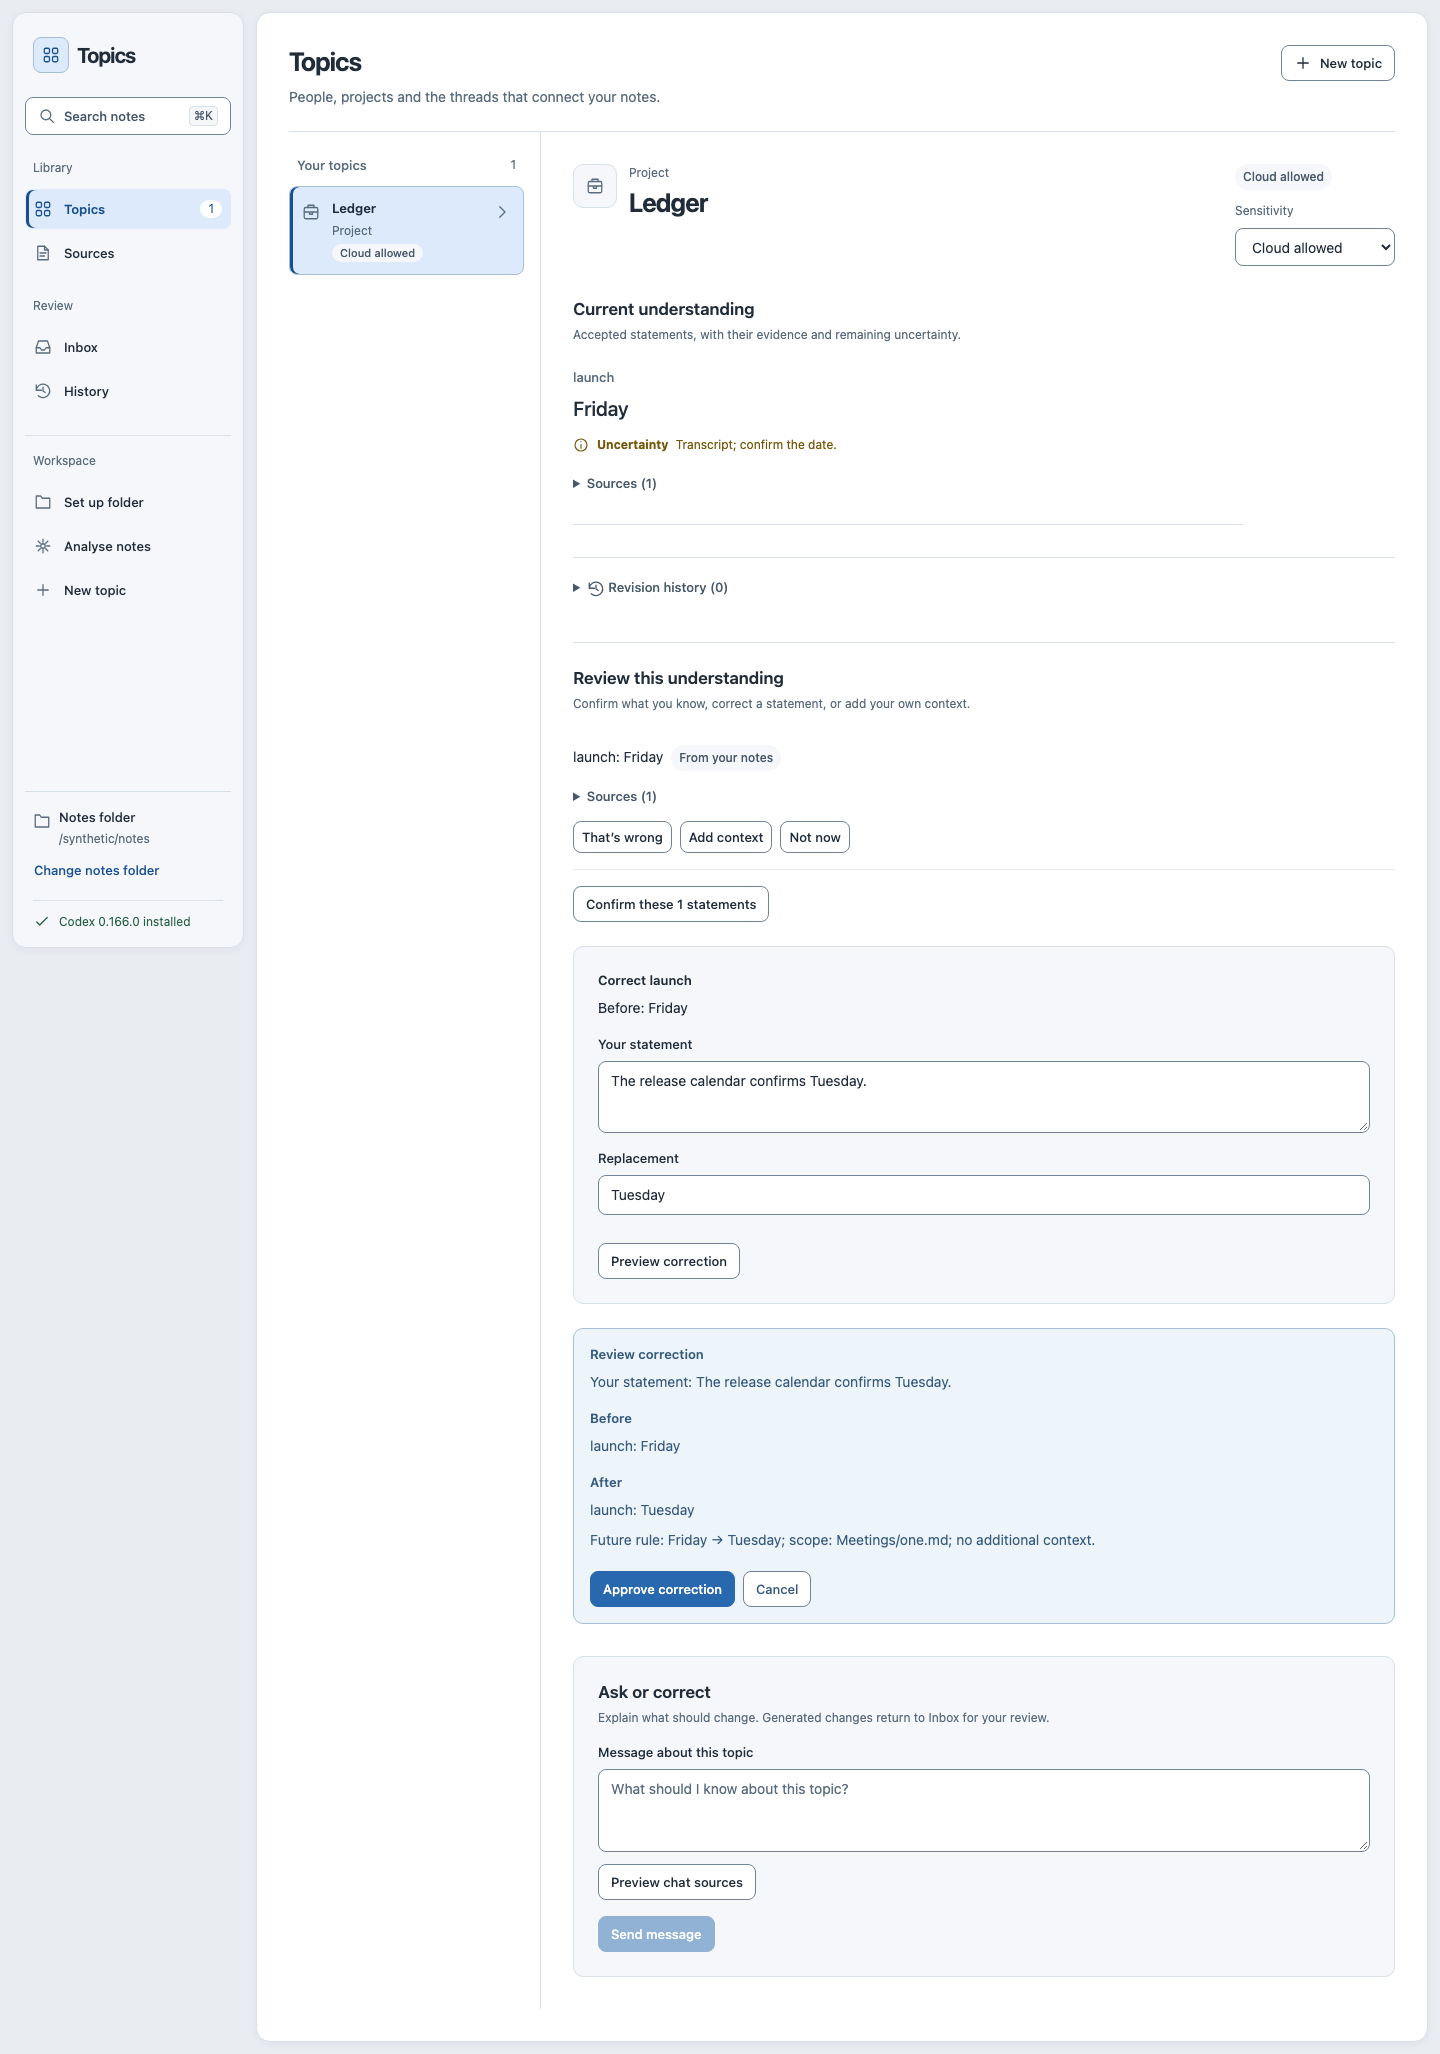 Topics
Search notes ⌘K
Library
Topics 1
Sources
Review
Inbox
History
Workspace
Set up folder
Analyse notes
New topic
Notes folder
/synthetic/notes
Change notes folder
Codex 0.166.0 installed
Topics
New topic
People, projects and the threads that connect your notes.
Your topics 1
Ledger
Project
Cloud allowed
Project
Ledger
Cloud allowed
Sensitivity
Cloud allowed
Current understanding
Accepted statements, with their evidence and remaining uncertainty.
launch
Friday
Uncertainty Transcript; confirm the date.
Sources (1)
Revision history (0)
Review this understanding
Confirm what you know, correct a statement, or add your own context.
launch: Friday From your notes
Sources (1)
That's wrong Add context Not now
Confirm these 1 statements
Correct launch
Before: Friday
Your statement
The release calendar confirms Tuesday.
Replacement
Tuesday
Preview correction
Review correction
Your statement: The release calendar confirms Tuesday.
Before
launch: Friday
After
launch: Tuesday
Future rule: Friday → Tuesday; scope: Meetings/one.md; no additional context.
Approve correction Cancel
Ask or correct
Explain what should change. Generated changes return to Inbox for your review.
Message about this topic
What should I know about this topic?
Preview chat sources
Send message